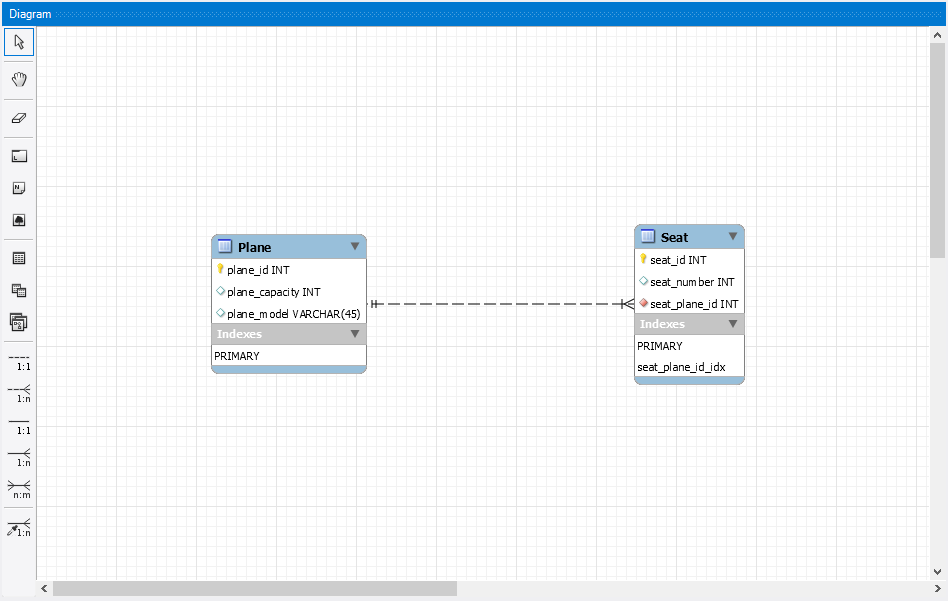 Diagram
1:1
1:n
1:1
1:n
n:m
1:n
Plane
plane_id INT
plane_capacity INT
plane_model VARCHAR(45)
Indexes
PRIMARY
Seat
seat_id INT
seat_number INT
seat_plane_id INT
Indexes
PRIMARY
seat_plane_id_idx